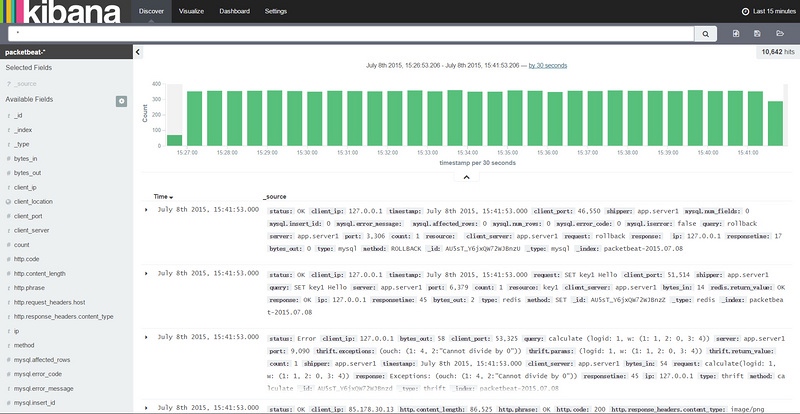 kibana
Discover Visualize Dashboard Settings Last 15 minutes
*
packetbeat-*
10,642 hits
Selected Fields
? _source
Available Fields
# _id
# _index
# _type
# bytes_in
# bytes_out
t client_ip
client_location
# client_port
t client_server
# count
# http.code
# http.content_length
t http.phrase
t http.request_headers.host
t http.response_headers.content_type
t ip
t method
# mysql.affected_rows
# mysql.error_code
t mysql.error_message
# mysql.insert_id
July 8th 2015, 15:26:53.206 - July 8th 2015, 15:41:53.206 — by 30 seconds
Count
400
300
200
100
0
15:27:00 15:28:00 15:29:00 15:30:00 15:31:00 15:32:00 15:33:00 15:34:00 15:35:00 15:36:00 15:37:00 15:38:00 15:39:00 15:40:00 15:41:00
timestamp per 30 seconds
Time _source
July 8th 2015, 15:41:53.000 status: OK client_ip: 127.0.0.1 timestamp: July 8th 2015, 15:41:53.000 client_port: 46,550 shipper: app.server1 mysql.num_fields: 0
mysql.insert_id: 0 mysql.error_message: mysql.affected_rows: 0 mysql.num_rows: 0 mysql.error_code: 0 mysql.iserror: false query: rollback
server: app.server1 port: 3,306 count: 1 resource: client_server: app.server1 request: rollback response: ip: 127.0.0.1 responsetime: 17
bytes_out: 0 type: mysql method: ROLLBACK _id: AU5sT_Y6jxQW7ZWJBnzU _type: mysql _index: packetbeat-2015.07.08
July 8th 2015, 15:41:53.000 status: OK client_ip: 127.0.0.1 timestamp: July 8th 2015, 15:41:53.000 request: SET key1 Hello client_port: 51,514 shipper: app.server1
query: SET key1 Hello server: app.server1 port: 6,379 count: 1 resource: key1 client_server: app.server1 bytes_in: 14 redis.return_value: OK
response: OK ip: 127.0.0.1 responsetime: 45 bytes_out: 2 type: redis method: SET _id: AU5sT_Y6jxQW7ZWJBnzZ _type: redis _index: packetbea
t-2015.07.08
July 8th 2015, 15:41:53.000 status: Error client_ip: 127.0.0.1 bytes_out: 58 client_port: 53,325 query: calculate (logid: 1, w: (1: 1, 2: 0, 3: 4)) server: app.server1
port: 9,090 thrift.exceptions: (ouch: (1: 4, 2:"Cannot divide by 0")) thrift.params: (logid: 1, w: (1: 1, 2: 0, 3: 4)) thrift.return_value:
count: 1 shipper: app.server1 timestamp: July 8th 2015, 15:41:53.000 client_server: app.server1 bytes_in: 54 request: calculate(logid: 1,
w: (1: 1, 2: 0, 3: 4)) response: Exceptions: (ouch: (1: 4, 2:"Cannot divide by 0")) responsetime: 45 ip: 127.0.0.1 type: thrift method: ca
lculate _id: AU5sT_Y6jxQW7ZWJBnza _type: thrift _index: packetbeat-2015.07.08
July 8th 2015, 15:41:53.000 status: OK client_ip: 85.178.30.13 http.content_length: 86,525 http.phrase: OK http.code: 200 http.response_headers.content_type: image/png